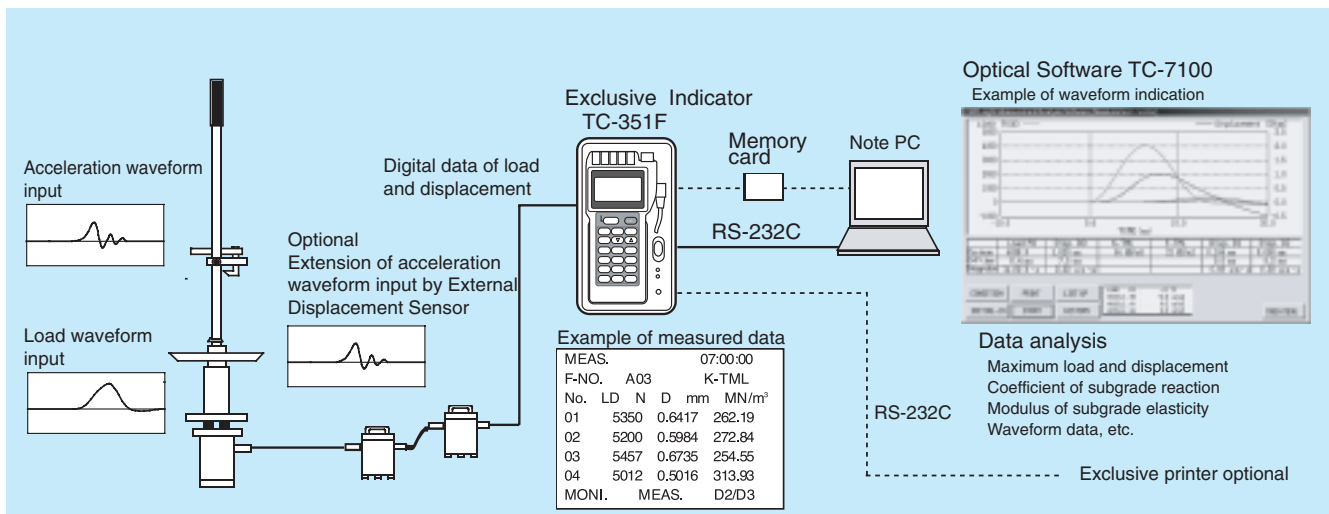 Optical Software TC-7100
Example of waveform indication
Exclusive Indicator
TC-351F
Memory
card
Note PC
Acceleration waveform
input
Digital data of load
and displacement
RS-232C
Optional
Extension of acceleration
waveform input by External
Displacement Sensor
Load waveform
input
Example of measured data
MEAS. 07:00:00
F-NO. A03 K-TML
No. LD N D mm MN/m³
01 5350 0.6417 262.19
02 5200 0.5984 272.84
03 5457 0.6735 254.55
04 5012 0.5016 313.93
MONI. MEAS. D2/D3
Data analysis
Maximum load and displacement
Coefficient of subgrade reaction
Modulus of subgrade elasticity
Waveform data, etc.
RS-232C
Exclusive printer optional